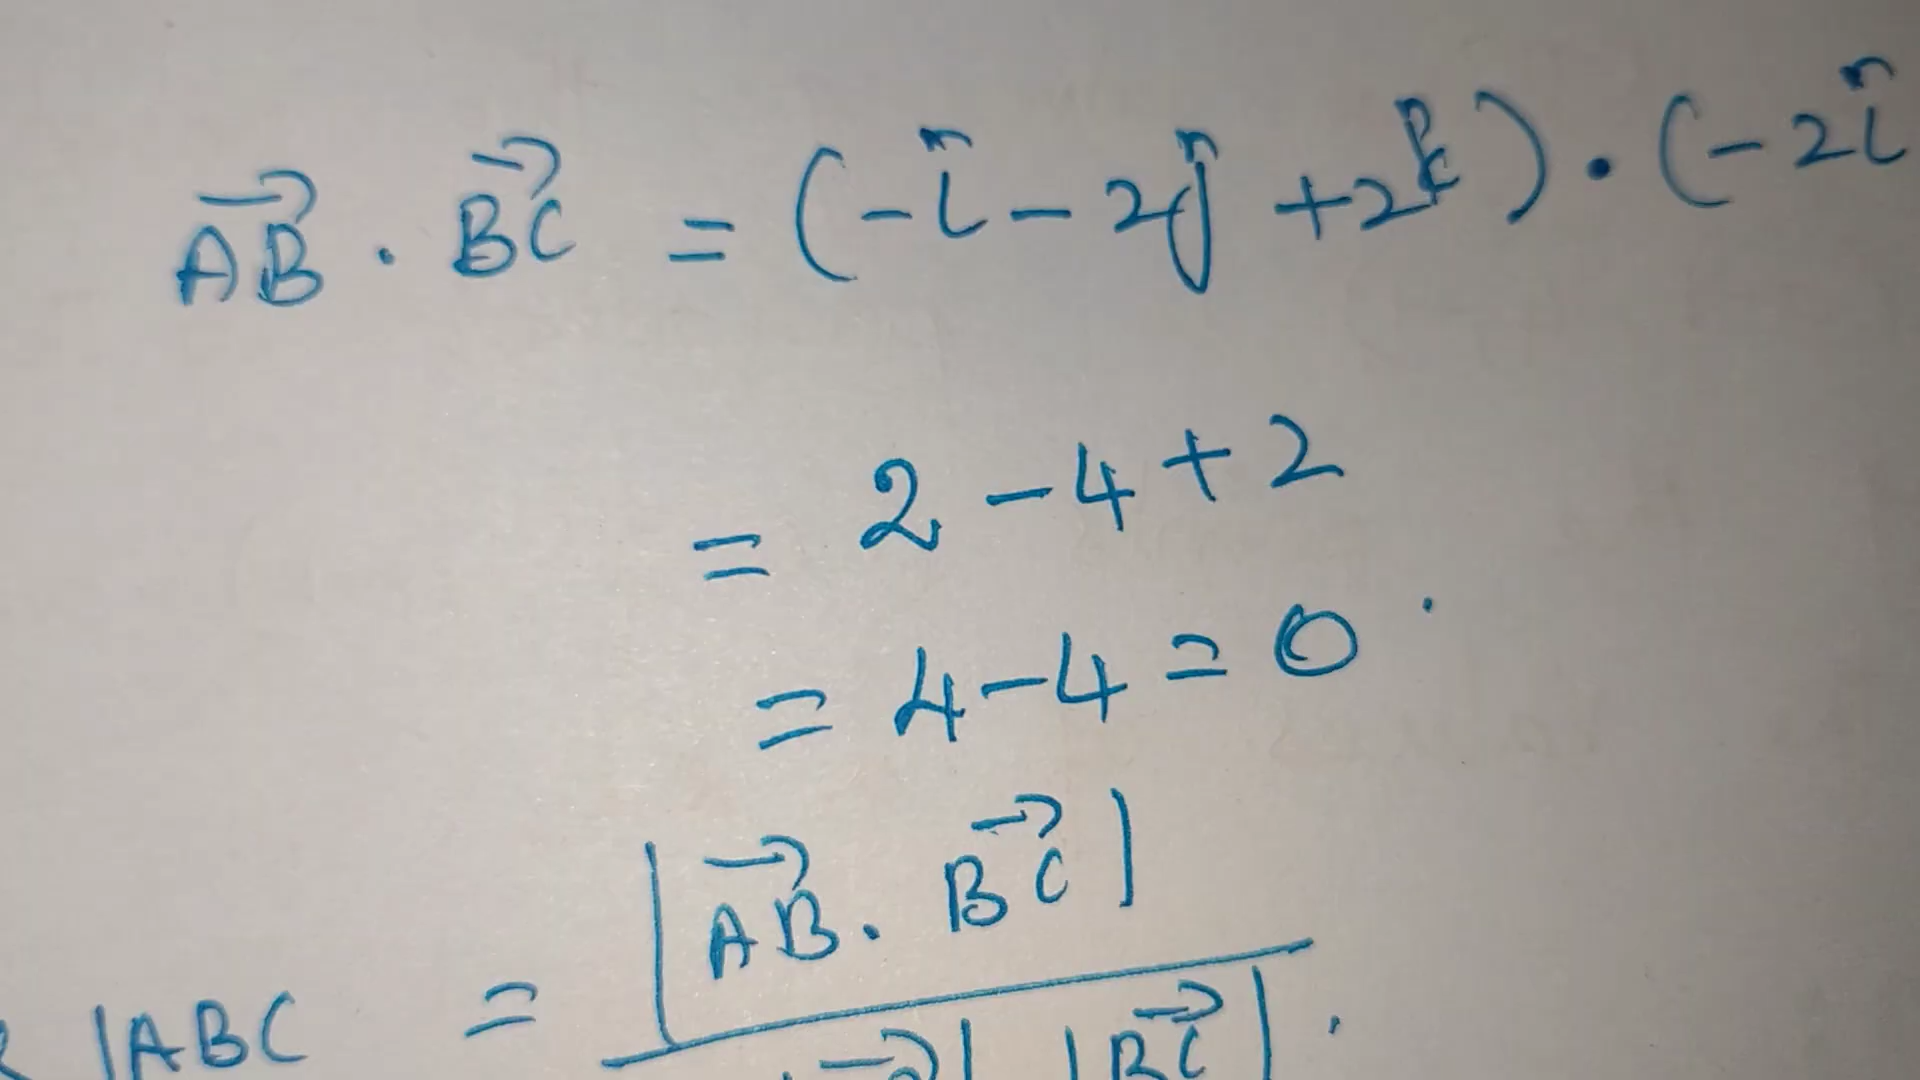 AB⃗ . BC⃗ = (-î - 2ĵ + 2k̂) . (-2î
= 2 - 4 + 2
= 4 - 4 = 0
|AB⃗ . BC⃗|
ABC =
|BC⃗|